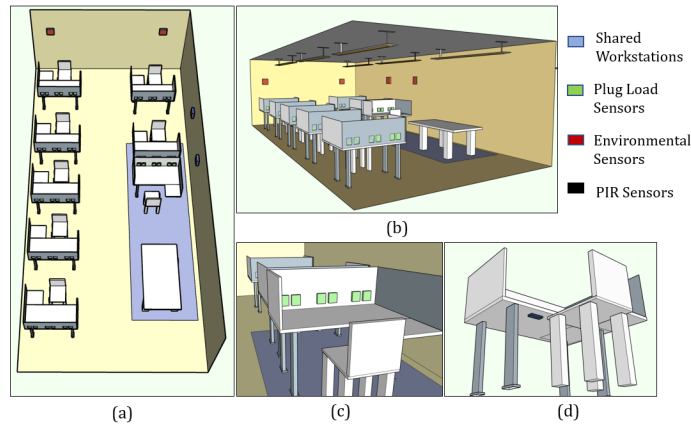 Shared
Workstations
Plug Load
Sensors
Environmental
Sensors
PIR Sensors
(a)
(b)
(c)
(d)